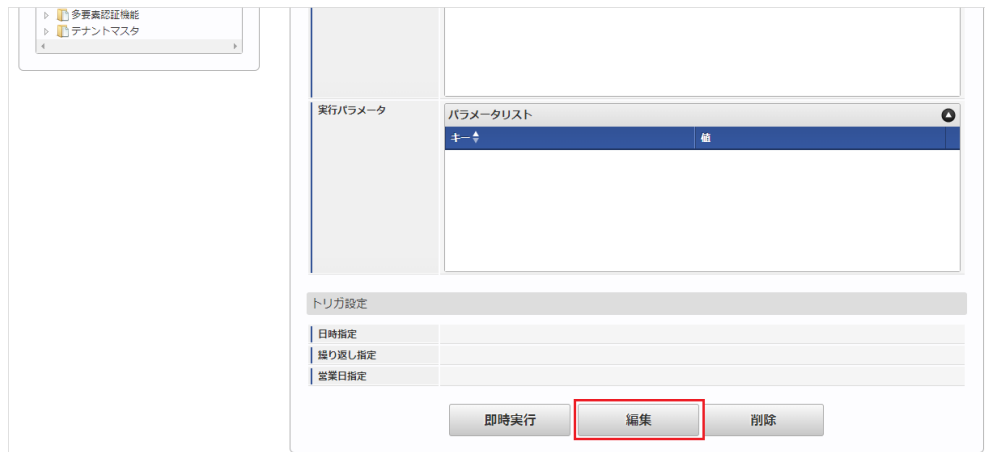 多要素認証機能
テナントマスタ
実行パラメータ
パラメータリスト
キー 値
トリガ設定
日時指定
繰り返し指定
営業日指定
即時実行 編集 削除